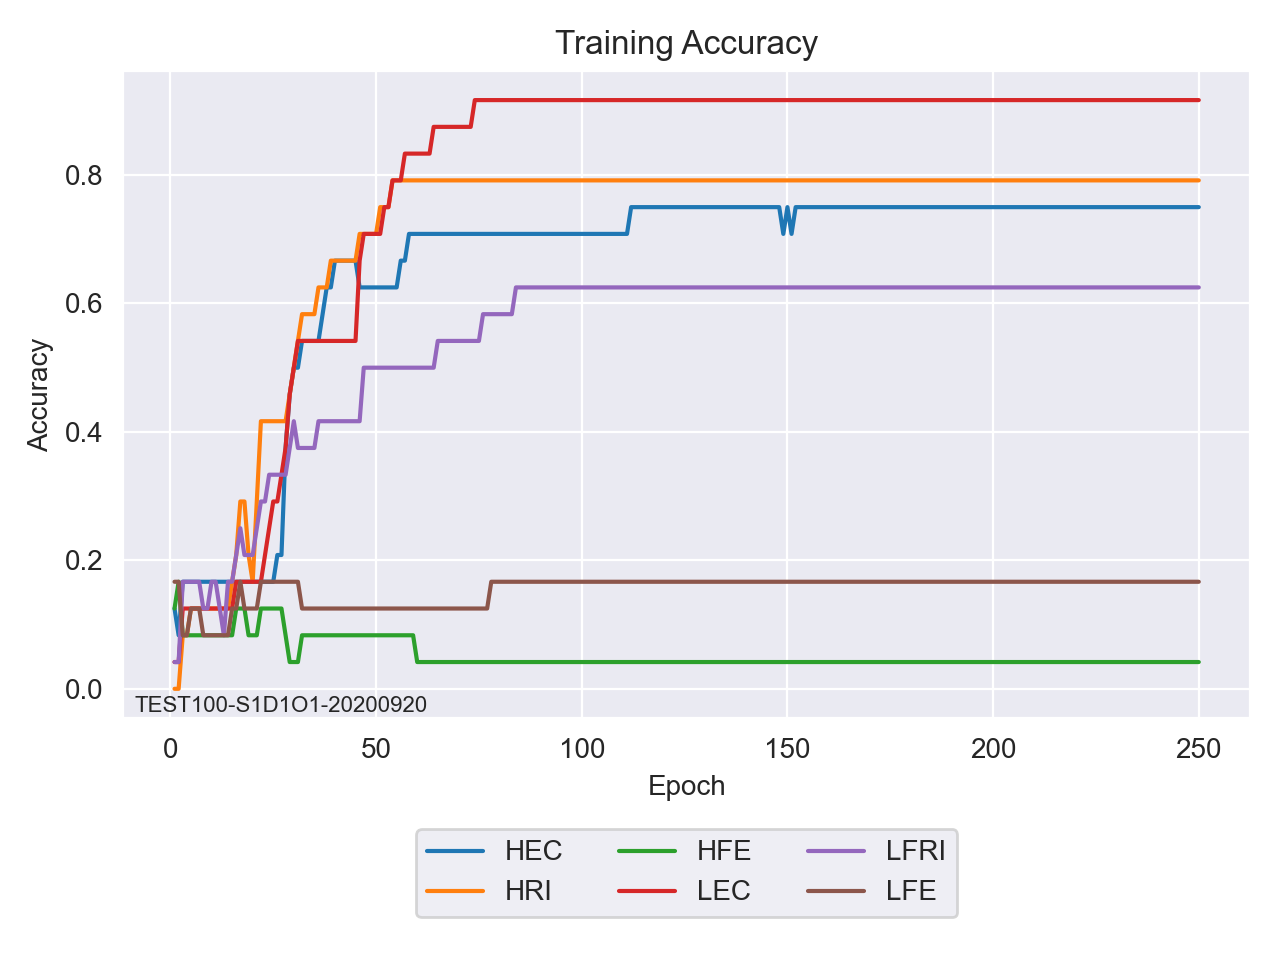 Training Accuracy
Accuracy
0.8
0.6
0.4
0.2
0.0
TEST100-S1D1O1-20200920
0 50 100 150 200 250
Epoch
HEC HFE LFRI
HRI LEC LFE